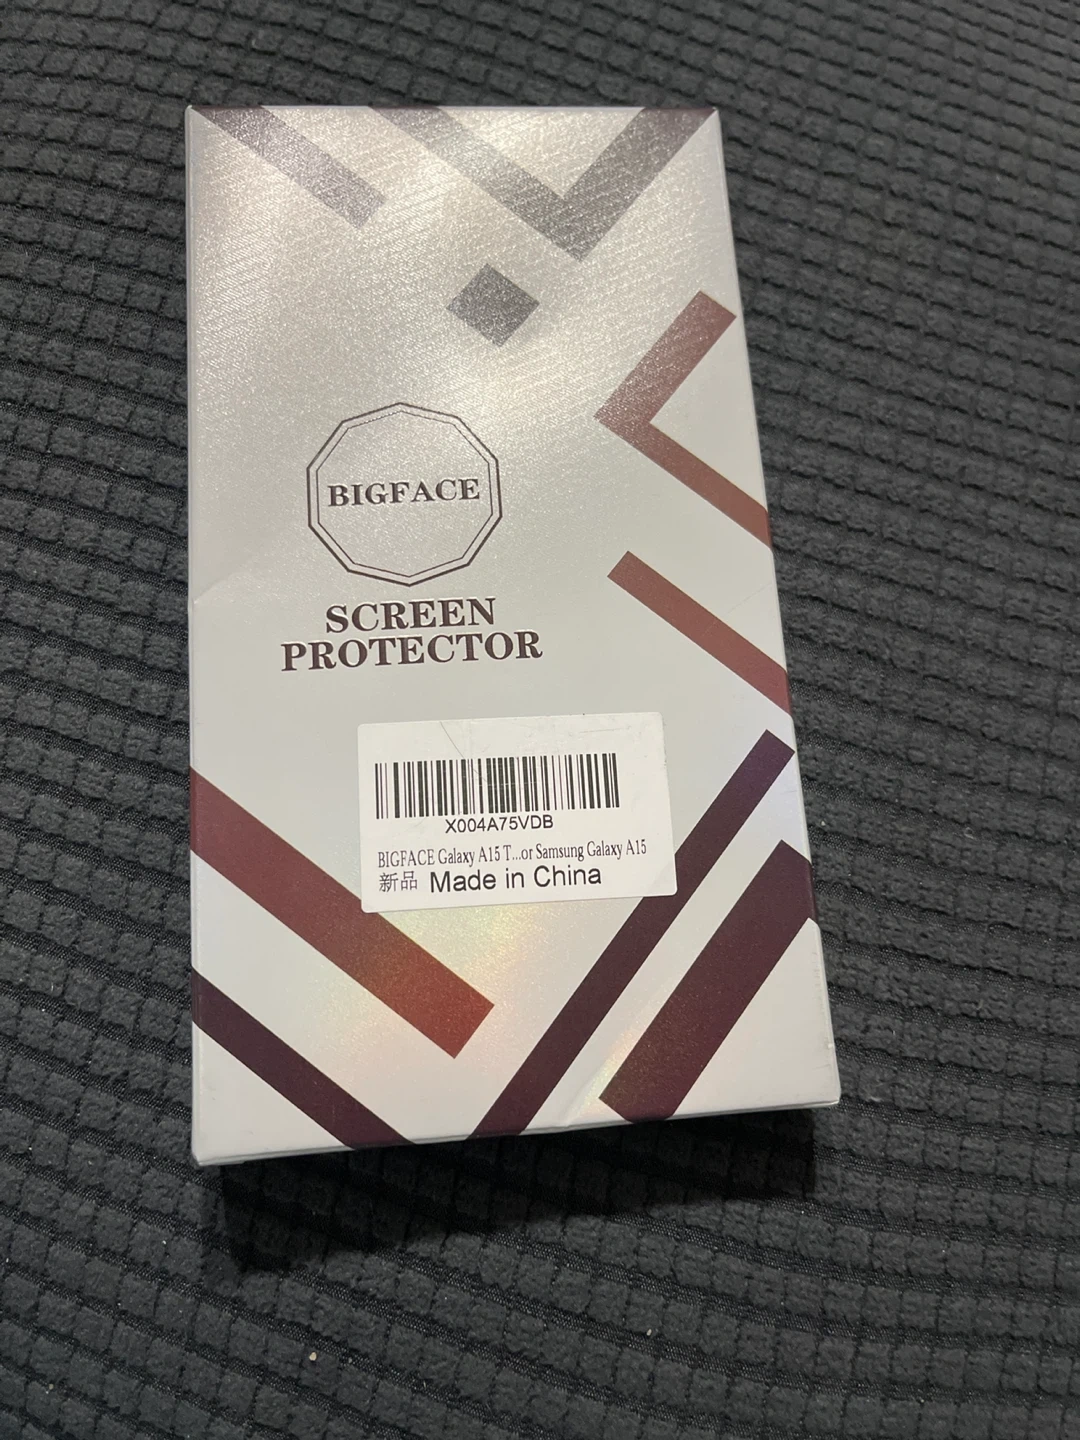 BIGFACE
SCREEN
PROTECTOR
X004A75VDB
BIGFACE Galaxy A15 T...or Samsung Galaxy A15
新品 Made in China